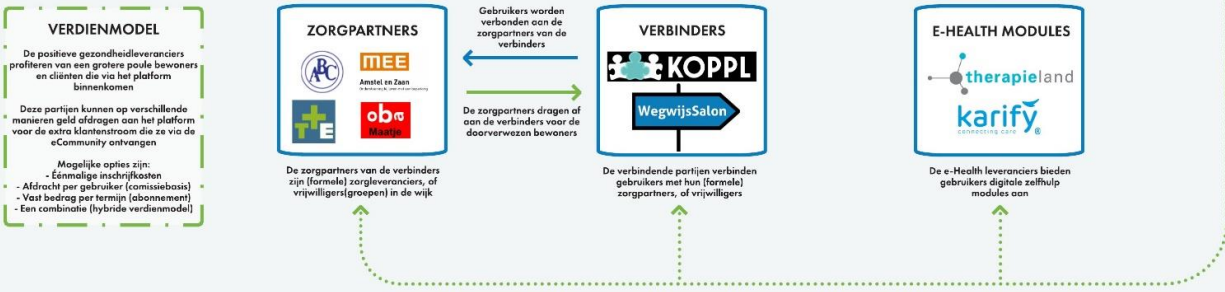 VERDIENMODEL
De positieve gezondheidleveranciers
profiteren van een grotere poule bewoners
en cliënten die via het platform
binnenkomen
Deze partijen kunnen op verschillende
manieren geld afdragen aan het platform
voor de extra klantenstroom die ze via de
eCommunity ontvangen
Mogelijke opties zijn:
- Éénmalige inschrijfkosten
- Afdracht per gebruiker (comissiebasis)
- Vast bedrag per termijn (abonnement)
- Een combinatie (hybride verdienmodel)
ZORGPARTNERS
ABC
MEE
Amstel en Zaan
TTE
oba
Maatje
De zorgpartners van de verbinders
zijn (formele) zorgleveranciers, of
vrijwilligers(groepen) in de wijk
Gebruikers worden
verbonden aan de
zorgpartners van de
verbinders
De zorgpartners dragen af
aan de verbinders voor de
doorverwezen bewoners
VERBINDERS
KOPPL
WegwijsSalon
De verbindende partijen verbinden
gebruikers met hun (formele)
zorgpartners, of vrijwilligers
E-HEALTH MODULES
therapieland
karify
connecting care
De e-Health leveranciers bieden
gebruikers digitale zelfhulp
modules aan